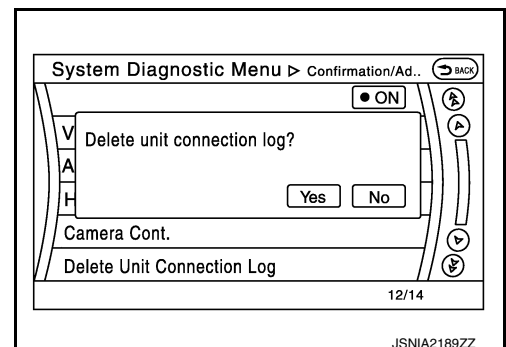 System Diagnostic Menu ▷ Confirmation/Ad.. BACK
● ON
Delete unit connection log?
V
A
H
Yes No
Camera Cont.
Delete Unit Connection Log
12/14
JSNIA2189ZZ